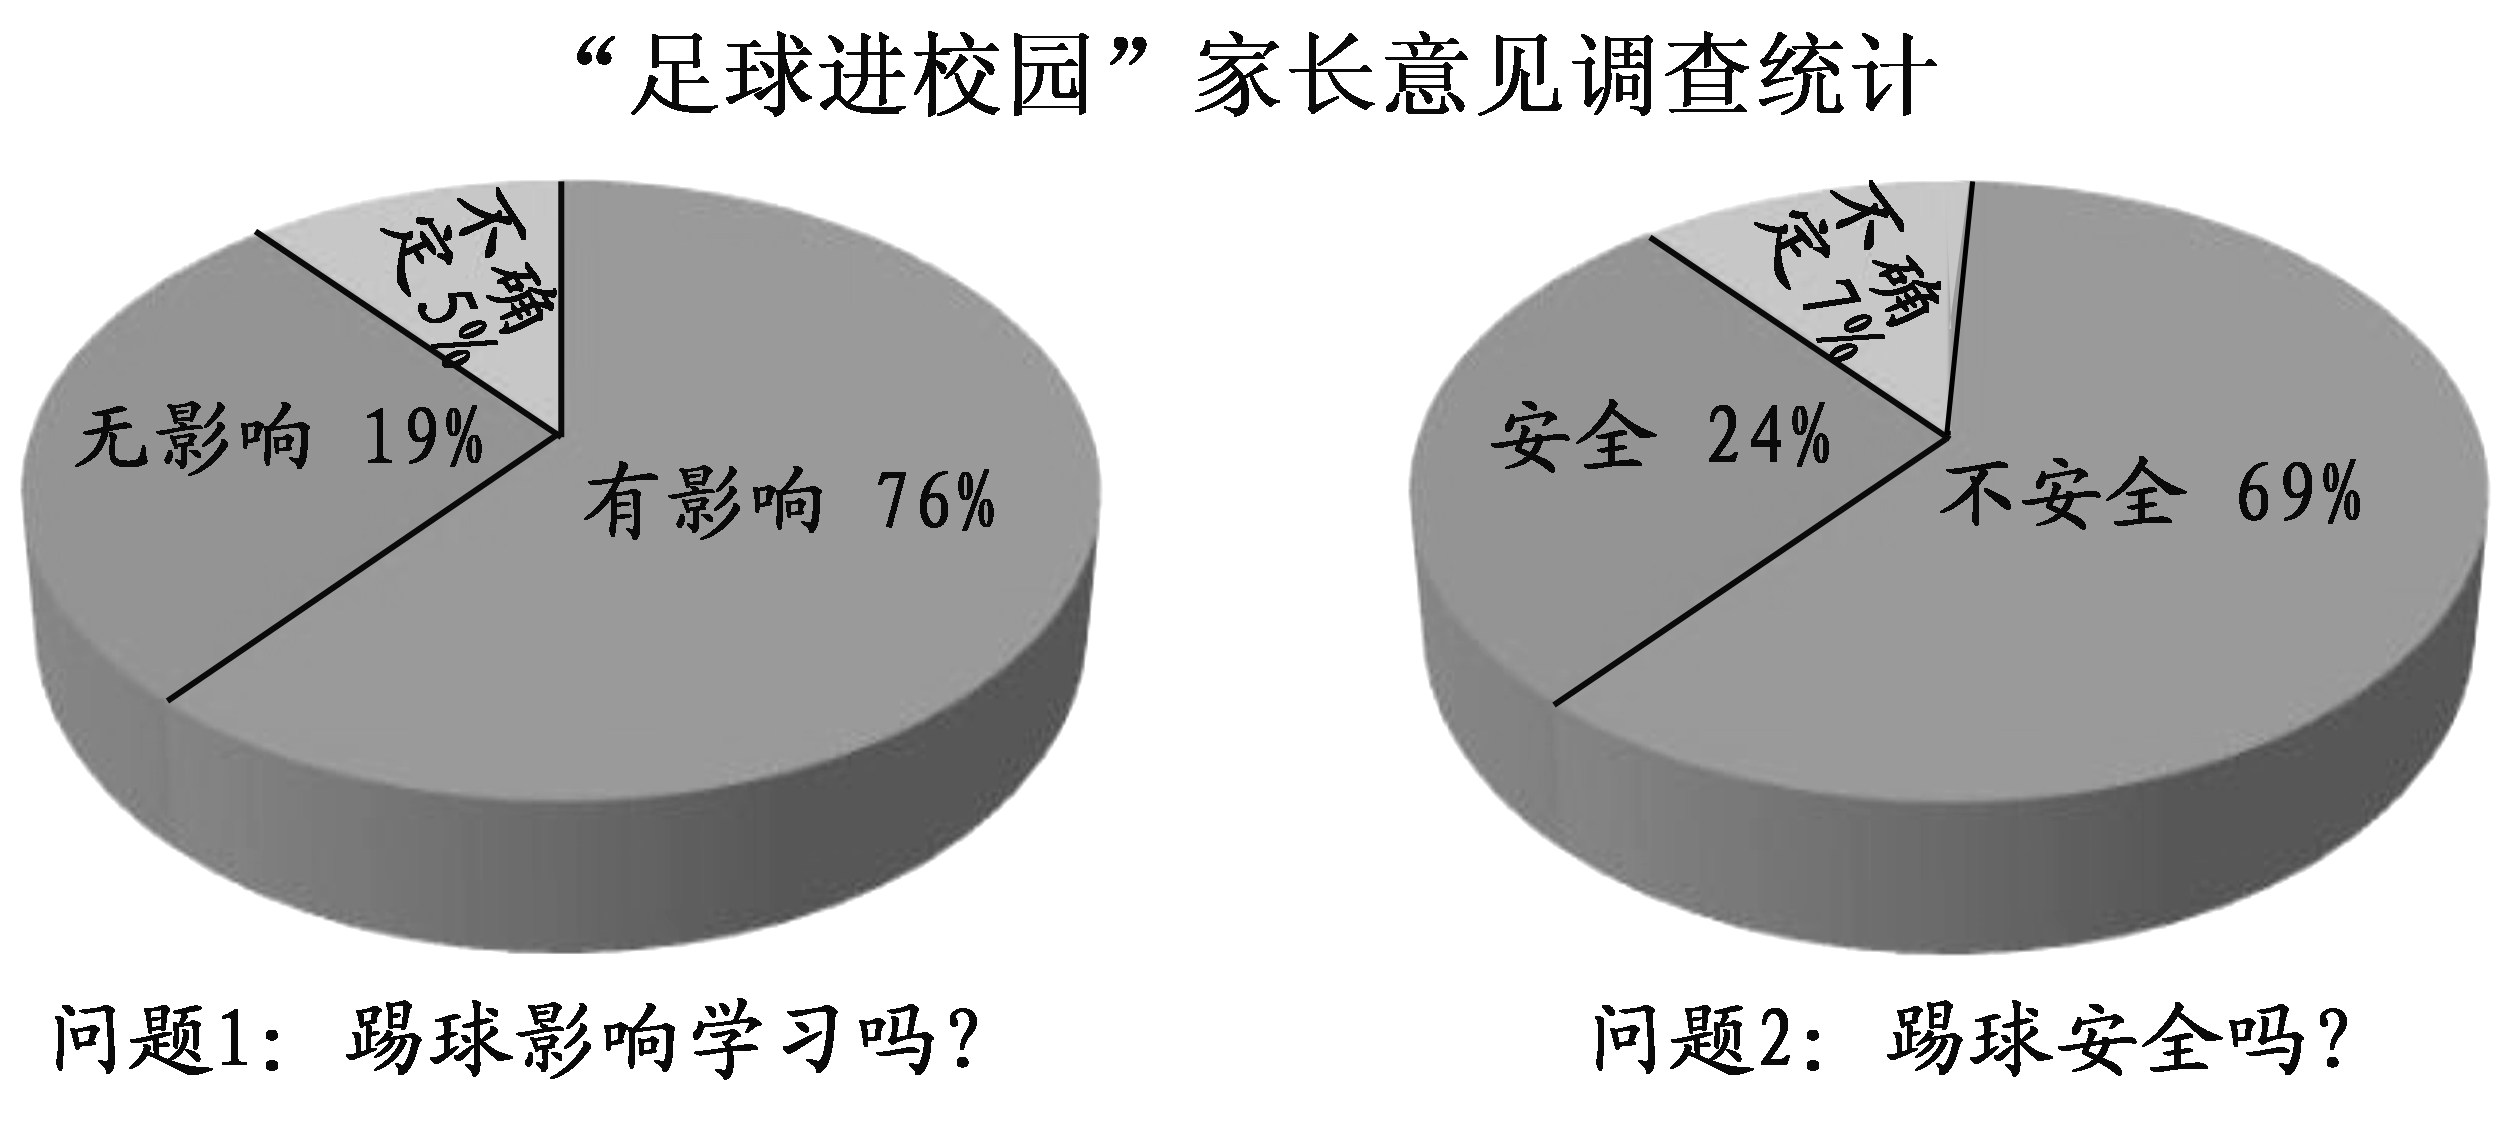 “足球进校园”家长意见调查统计
不确
定5%
无影响 19%
有影响 76%
问题1：踢球影响学习吗？
不确
定7%
安全 24%
不安全 69%
问题2：踢球安全吗？